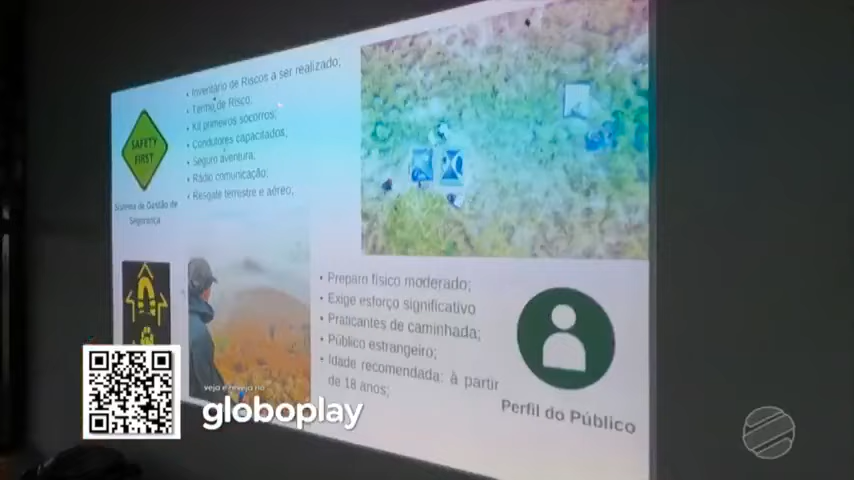 • Inventário de Riscos a ser realizado;
• Termo de Risco;
• Kit primeiros socorros;
• Condutores capacitados;
• Seguro aventura;
• Rádio comunicação;
• Resgate terrestre e aéreo;
SAFETY
FIRST
Sistema de Gestão de
Segurança
• Preparo físico moderado;
• Exige esforço significativo
• Praticantes de caminhada;
• Público estrangeiro;
• Idade recomendada: à partir
de 18 anos;
Perfil do Público
veja e reveja no
globoplay